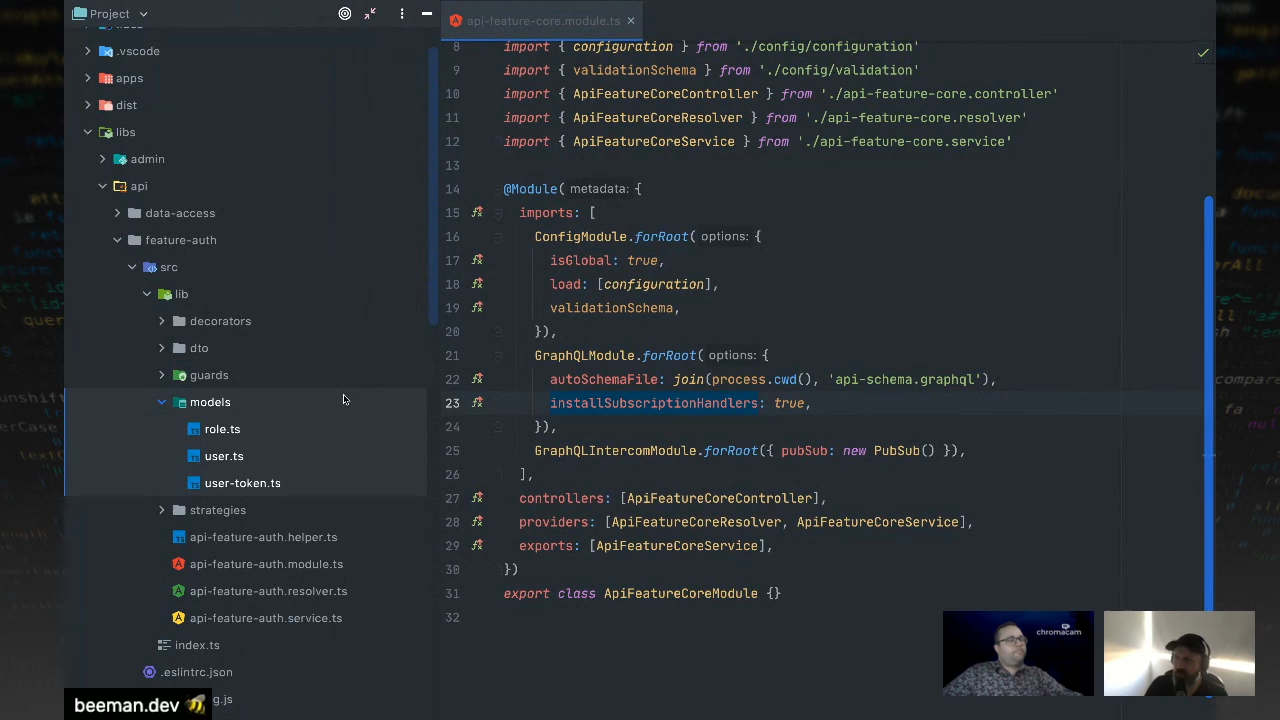 Project
.vscode
apps
dist
libs
admin
api
data-access
feature-auth
src
lib
decorators
dto
guards
models
role.ts
user.ts
user-token.ts
strategies
api-feature-auth.helper.ts
api-feature-auth.module.ts
api-feature-auth.resolver.ts
api-feature-auth.service.ts
index.ts
.eslintrc.json
g.js
beeman.dev
api-feature-core.module.ts
8 import { configuration } from './config/configuration'
9 import { validationSchema } from './config/validation'
10 import { ApiFeatureCoreController } from './api-feature-core.controller'
11 import { ApiFeatureCoreResolver } from './api-feature-core.resolver'
12 import { ApiFeatureCoreService } from './api-feature-core.service'
13
14 @Module( metadata: {
15 imports: [
16 ConfigModule.forRoot( options: {
17 isGlobal: true,
18 load: [configuration],
19 validationSchema,
20 }),
21 GraphQLModule.forRoot( options: {
22 autoSchemaFile: join(process.cwd(), 'api-schema.graphql'),
23 installSubscriptionHandlers: true,
24 }),
25 GraphQLIntercomModule.forRoot({ pubSub: new PubSub() }),
26 ],
27 controllers: [ApiFeatureCoreController],
28 providers: [ApiFeatureCoreResolver, ApiFeatureCoreService],
29 exports: [ApiFeatureCoreService],
30 })
31 export class ApiFeatureCoreModule {}
32
chromacam